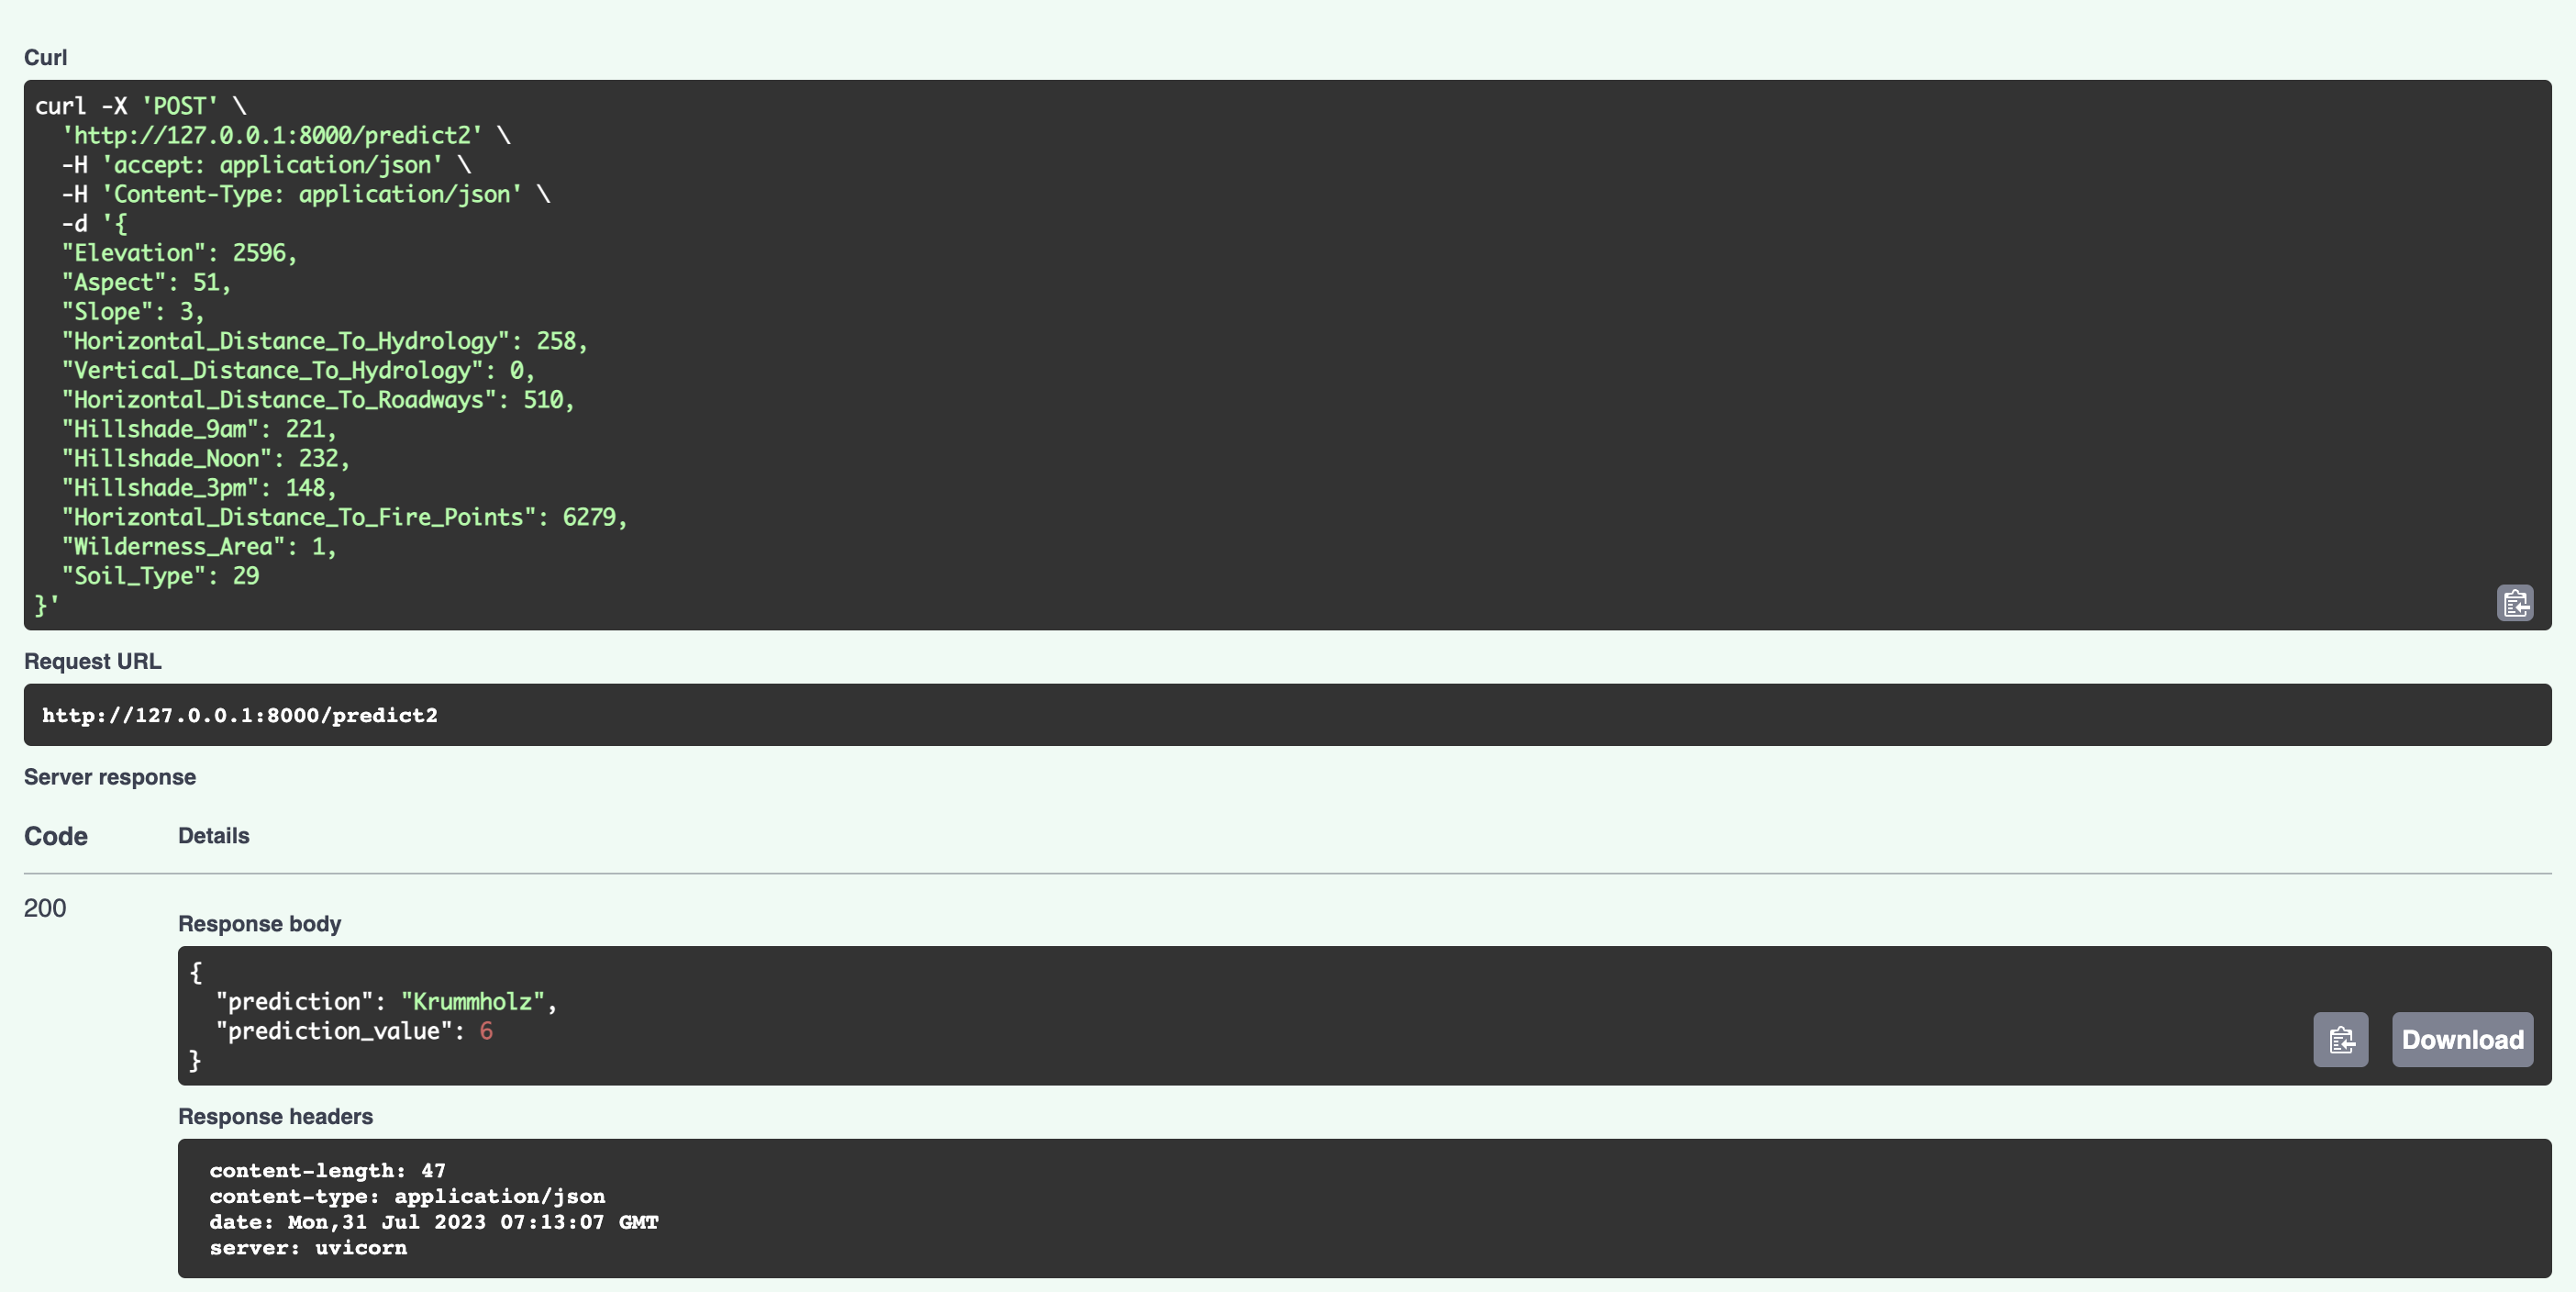 Curl
curl -X 'POST' \
  'http://127.0.0.1:8000/predict2' \
  -H 'accept: application/json' \
  -H 'Content-Type: application/json' \
  -d '{
  "Elevation": 2596,
  "Aspect": 51,
  "Slope": 3,
  "Horizontal_Distance_To_Hydrology": 258,
  "Vertical_Distance_To_Hydrology": 0,
  "Horizontal_Distance_To_Roadways": 510,
  "Hillshade_9am": 221,
  "Hillshade_Noon": 232,
  "Hillshade_3pm": 148,
  "Horizontal_Distance_To_Fire_Points": 6279,
  "Wilderness_Area": 1,
  "Soil_Type": 29
}'
Request URL
http://127.0.0.1:8000/predict2
Server response
Code Details
200
Response body
{
  "prediction": "Krummholz",
  "prediction_value": 6
}
Download
Response headers
content-length: 47
content-type: application/json
date: Mon,31 Jul 2023 07:13:07 GMT
server: uvicorn